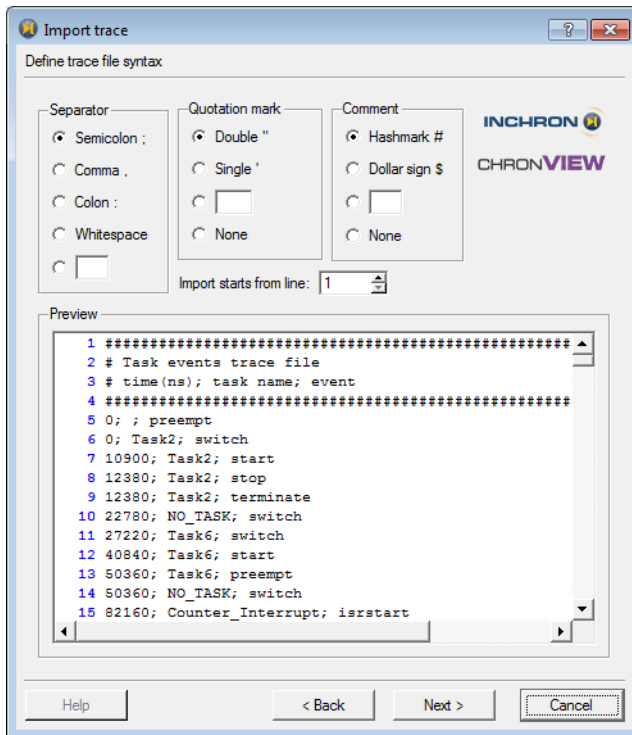 Import trace
Define trace file syntax
Separator
Semicolon ;
Comma ,
Colon :
Whitespace
Quotation mark
Double "
Single '
None
Comment
Hashmark #
Dollar sign $
None
INCHRON
CHRONVIEW
Import starts from line: 1
Preview
1 ####################################################
2 # Task events trace file
3 # time(ns); task name; event
4 ####################################################
5 0; ; preempt
6 0; Task2; switch
7 10900; Task2; start
8 12380; Task2; stop
9 12380; Task2; terminate
10 22780; NO_TASK; switch
11 27220; Task6; switch
12 40840; Task6; start
13 50360; Task6; preempt
14 50360; NO_TASK; switch
15 82160; Counter_Interrupt; isrstart
Help
< Back
Next >
Cancel